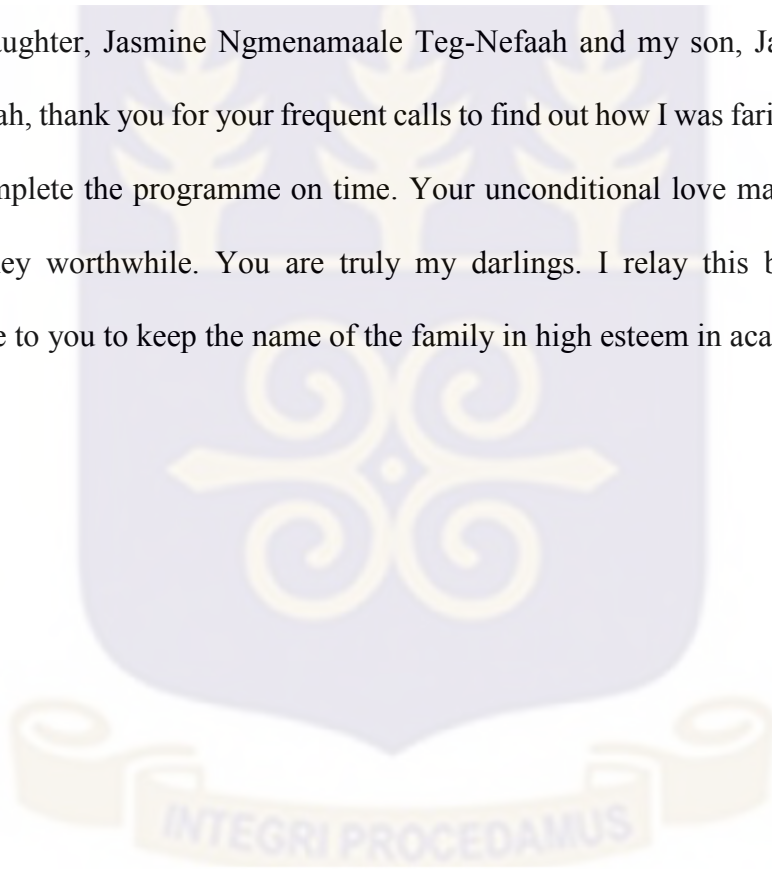 aughter, Jasmine Ngmenamaale Teg-Nefaah and my son, Ja
ah, thank you for your frequent calls to find out how I was fari
mplete the programme on time. Your unconditional love ma
ey worthwhile. You are truly my darlings. I relay this b
e to you to keep the name of the family in high esteem in aca
INTEGRI PROCEDAMUS